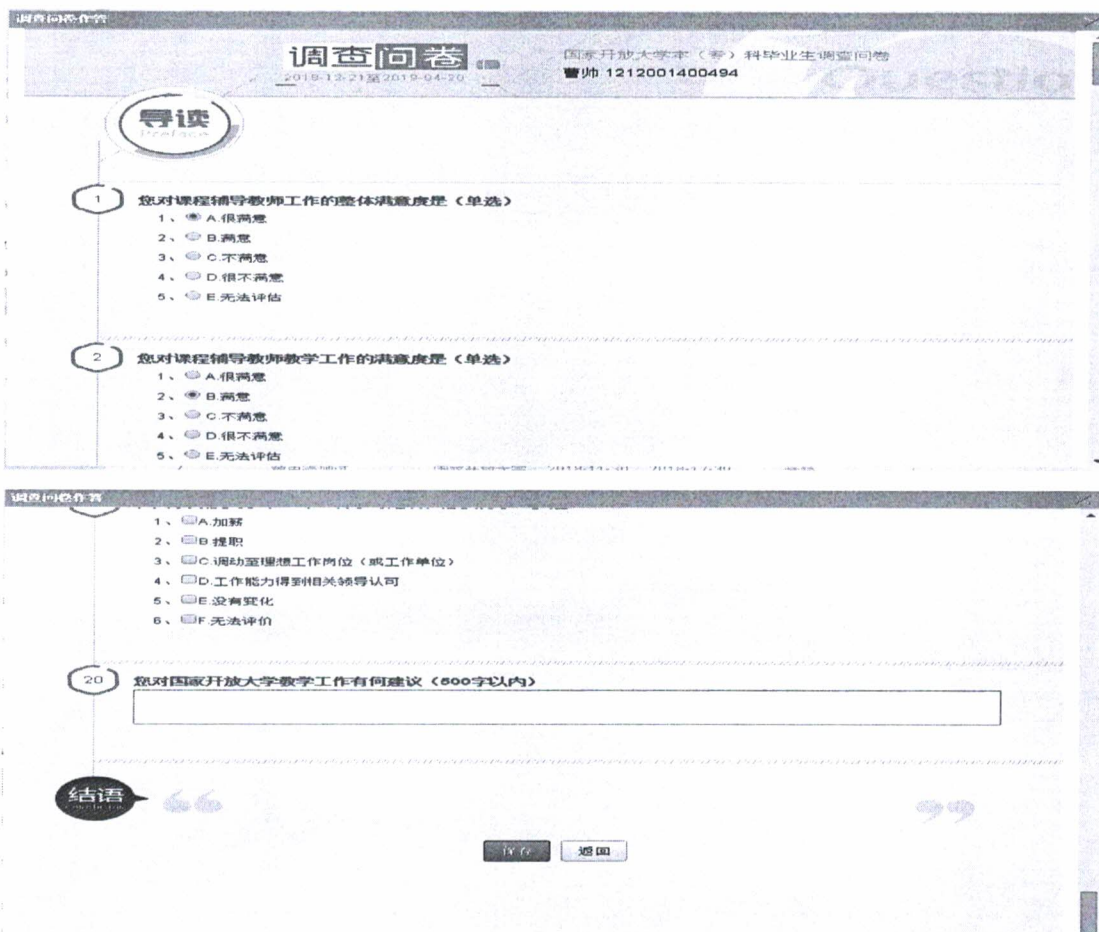 调查问卷作答
调查问卷
2018-12-21至2019-04-20
国家开放大学本（专）科毕业生调查问卷
曹帅 1212001400494
导读
Preface
1 您对课程辅导教师工作的整体满意度是（单选）
1、 A.很满意
2、 B.满意
3、 C.不满意
4、 D.很不满意
5、 E.无法评估
2 您对课程辅导教师教学工作的满意度是（单选）
1、 A.很满意
2、 B.满意
3、 C.不满意
4、 D.很不满意
5、 E.无法评估
调查问卷作答
1、 A.加薪
2、 B.提职
3、 C.调动至理想工作岗位（或工作单位）
4、 D.工作能力得到相关领导认可
5、 E.没有变化
6、 F.无法评价
20 您对国家开放大学教学工作有何建议（500字以内）
结语
保存 返回